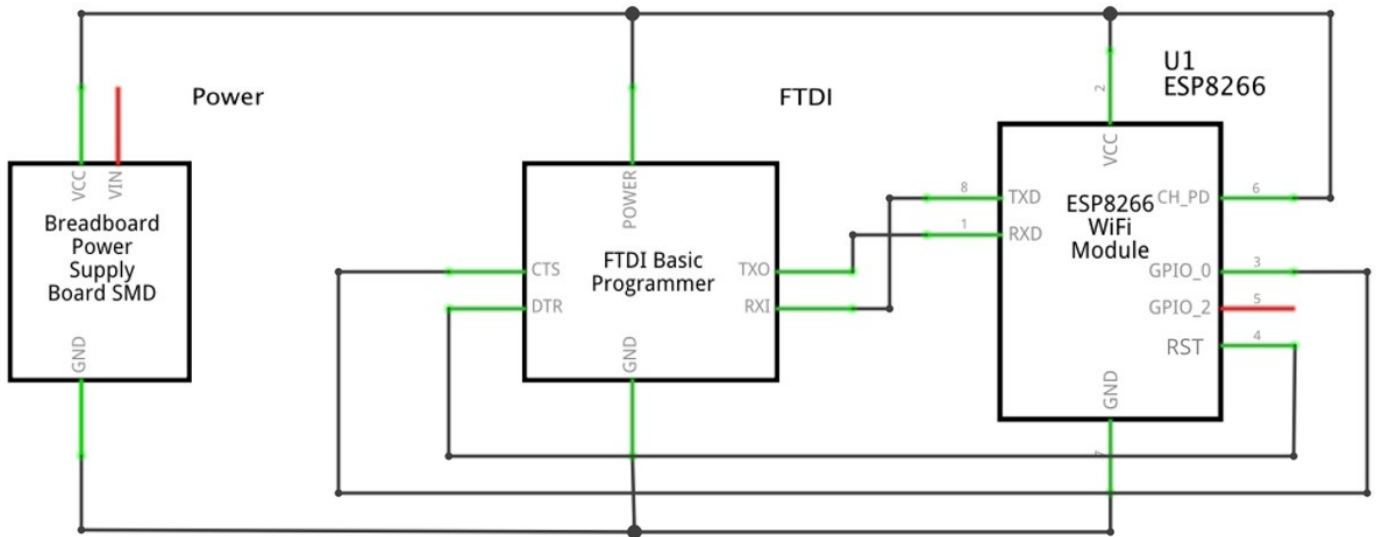 Power
FTDI
U1
ESP8266
VCC
VIN
Breadboard
Power
Supply
Board SMD
GND
POWER
CTS
DTR
FTDI Basic
Programmer
TXO
RXI
GND
2
VCC
8
TXD
1
RXD
ESP8266
WiFi
Module
CH_PD
6
GPIO_0
3
GPIO_2
5
RST
4
GND